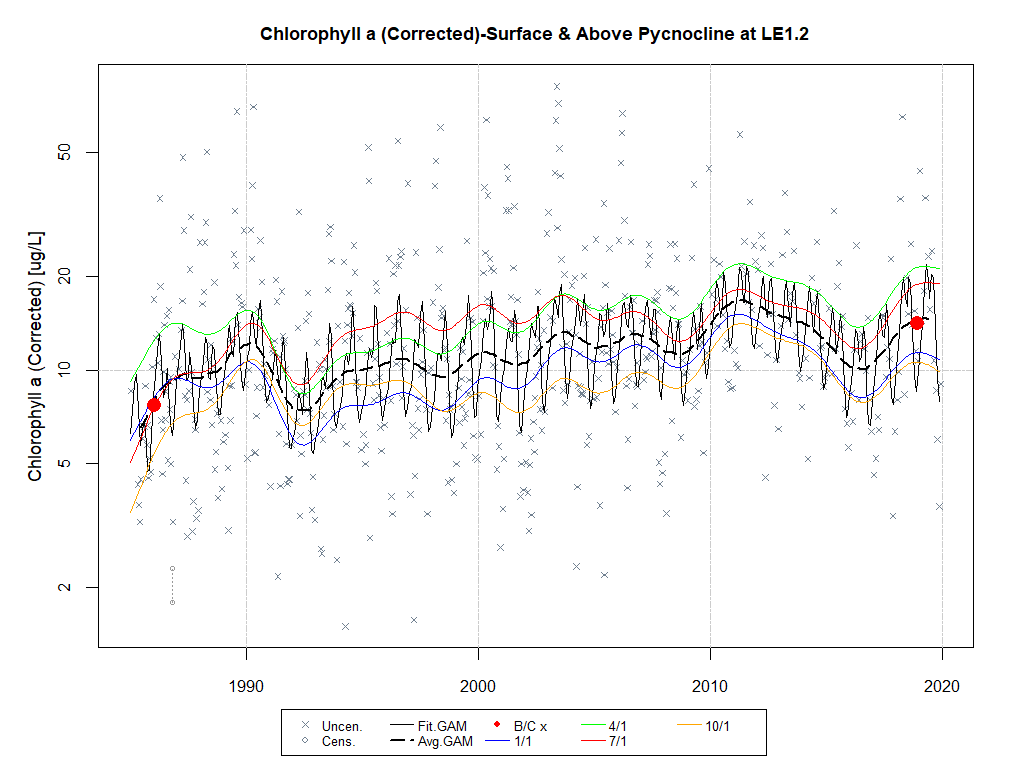 Chlorophyll a (Corrected)-Surface & Above Pycnocline at LE1.2
Chlorophyll a (Corrected) [ug/L]
50
20
10
5
2
1990 2000 2010 2020
Uncen. Fit.GAM B/C x 4/1 10/1
Cens. Avg.GAM 1/1 7/1